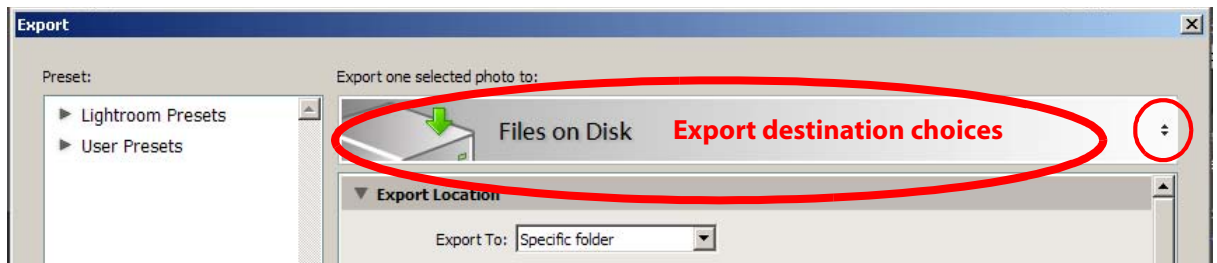 Export
Preset:
Export one selected photo to:
Lightroom Presets
User Presets
Files on Disk
Export destination choices
Export Location
Export To: Specific folder